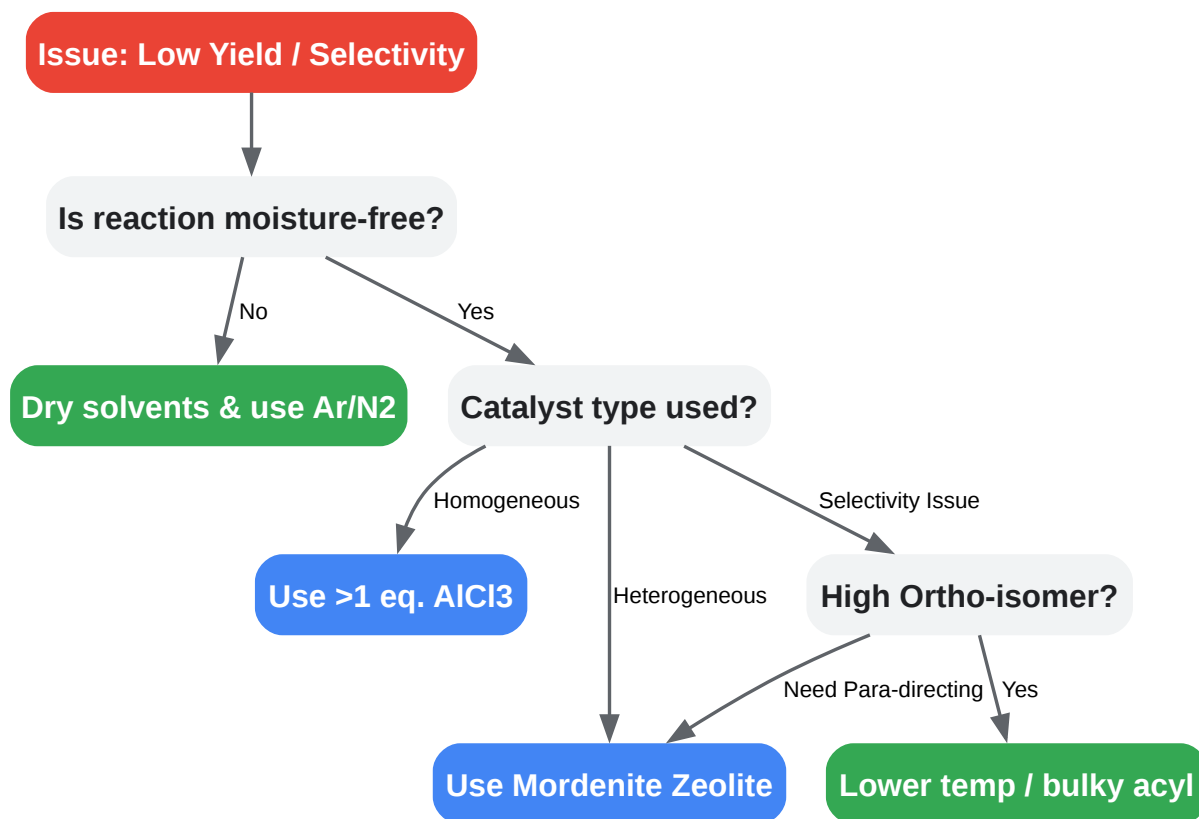 Issue: Low Yield / Selectivity
Is reaction moisture-free?
No
Yes
Dry solvents & use Ar/N2
Catalyst type used?
Homogeneous
Selectivity Issue
Use >1 eq. AlCl3
Heterogeneous
High Ortho-isomer?
Need Para-directing
Yes
Use Mordenite Zeolite
Lower temp / bulky acyl